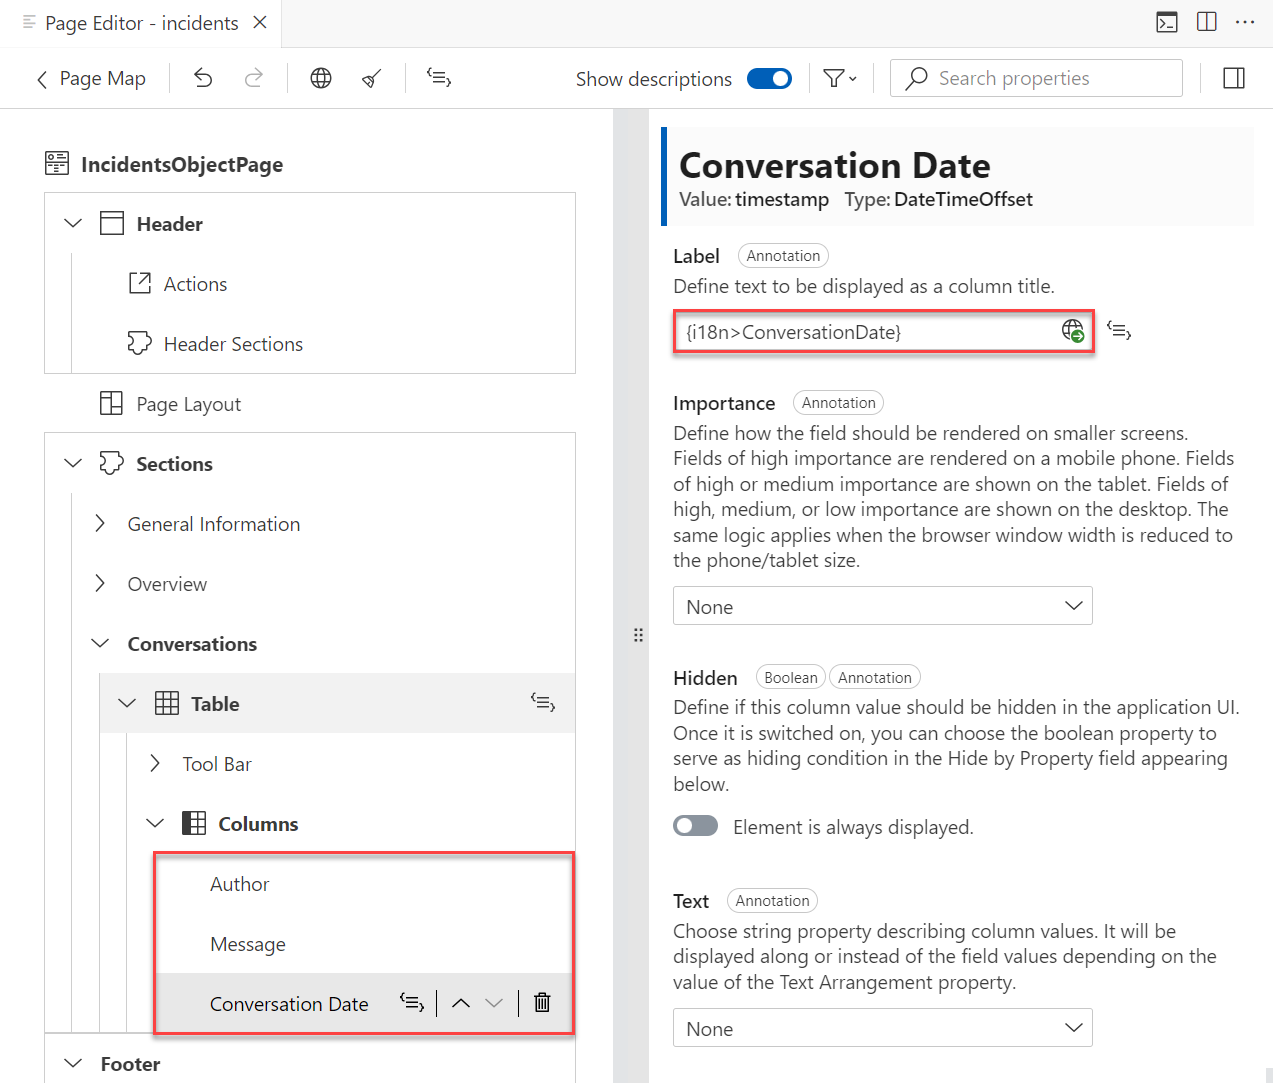 Page Editor - incidents
Page Map
Show descriptions
Search properties
IncidentsObjectPage
Header
Actions
Header Sections
Page Layout
Sections
General Information
Overview
Conversations
Table
Tool Bar
Columns
Author
Message
Conversation Date
Footer
Conversation Date
Value: timestamp Type: DateTimeOffset
Label Annotation
Define text to be displayed as a column title.
{i18n>ConversationDate}
Importance Annotation
Define how the field should be rendered on smaller screens.
Fields of high importance are rendered on a mobile phone. Fields
of high or medium importance are shown on the tablet. Fields of
high, medium, or low importance are shown on the desktop. The
same logic applies when the browser window width is reduced to
the phone/tablet size.
None
Hidden Boolean Annotation
Define if this column value should be hidden in the application UI.
Once it is switched on, you can choose the boolean property to
serve as hiding condition in the Hide by Property field appearing
below.
Element is always displayed.
Text Annotation
Choose string property describing column values. It will be
displayed along or instead of the field values depending on the
value of the Text Arrangement property.
None